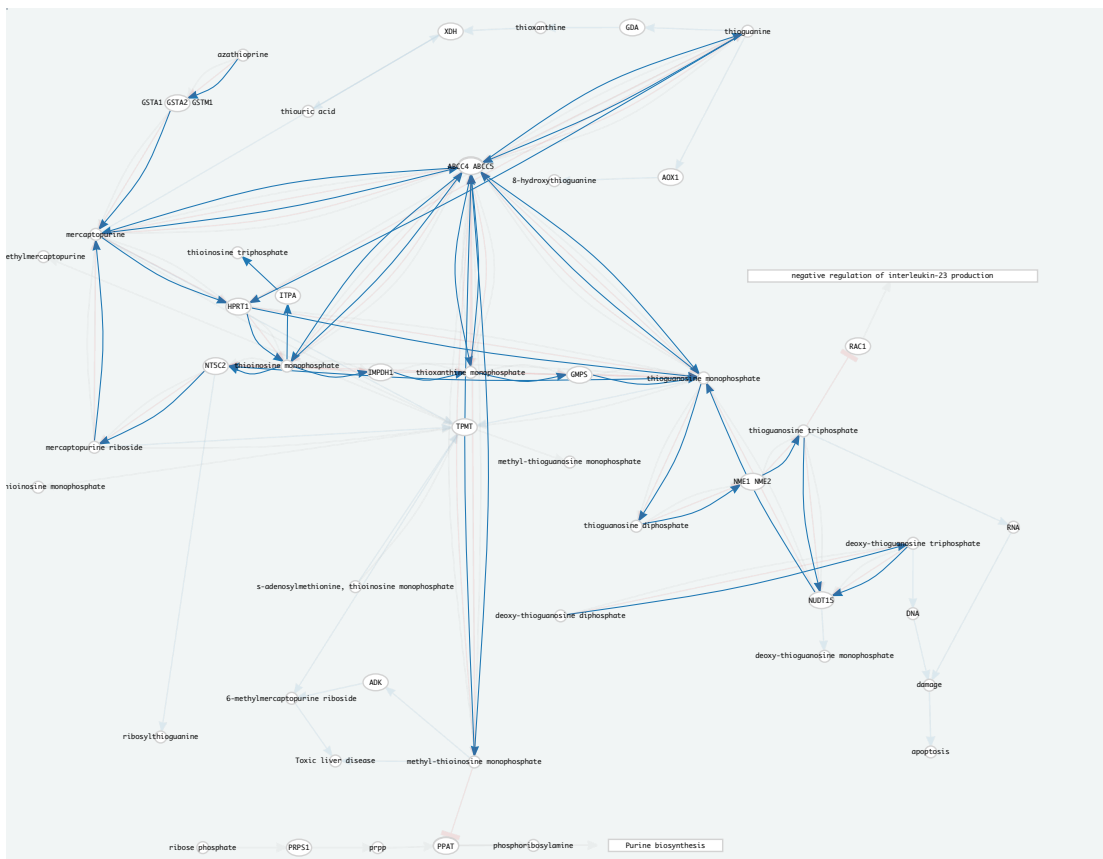 XDH
thioxanthine
GDA
thioguanine
azathioprine
GSTA1 GSTA2 GSTM1
thiouric acid
ABCC4 ABCC5
8-hydroxythioguanine
AOX1
mercaptopurine
ethylmercaptopurine
thioinosine triphosphate
negative regulation of interleukin-23 production
ITPA
HPRT1
RAC1
NT5C2
thioinosine monophosphate
IMPDH1
thioxanthine monophosphate
GMPS
thioguanosine monophosphate
TPMT
thioguanosine triphosphate
mercaptopurine riboside
methyl-thioguanosine monophosphate
NME1 NME2
hioinosine monophosphate
thioguanosine diphosphate
RNA
deoxy-thioguanosine triphosphate
s-adenosylmethionine, thioinosine monophosphate
NUDT15
deoxy-thioguanosine diphosphate
DNA
deoxy-thioguanosine monophosphate
ADK
damage
6-methylmercaptopurine riboside
ribosylthioguanine
apoptosis
Toxic liver disease
methyl-thioinosine monophosphate
ribose phosphate
PRPS1
prpp
PPAT
phosphoribosylamine
Purine biosynthesis